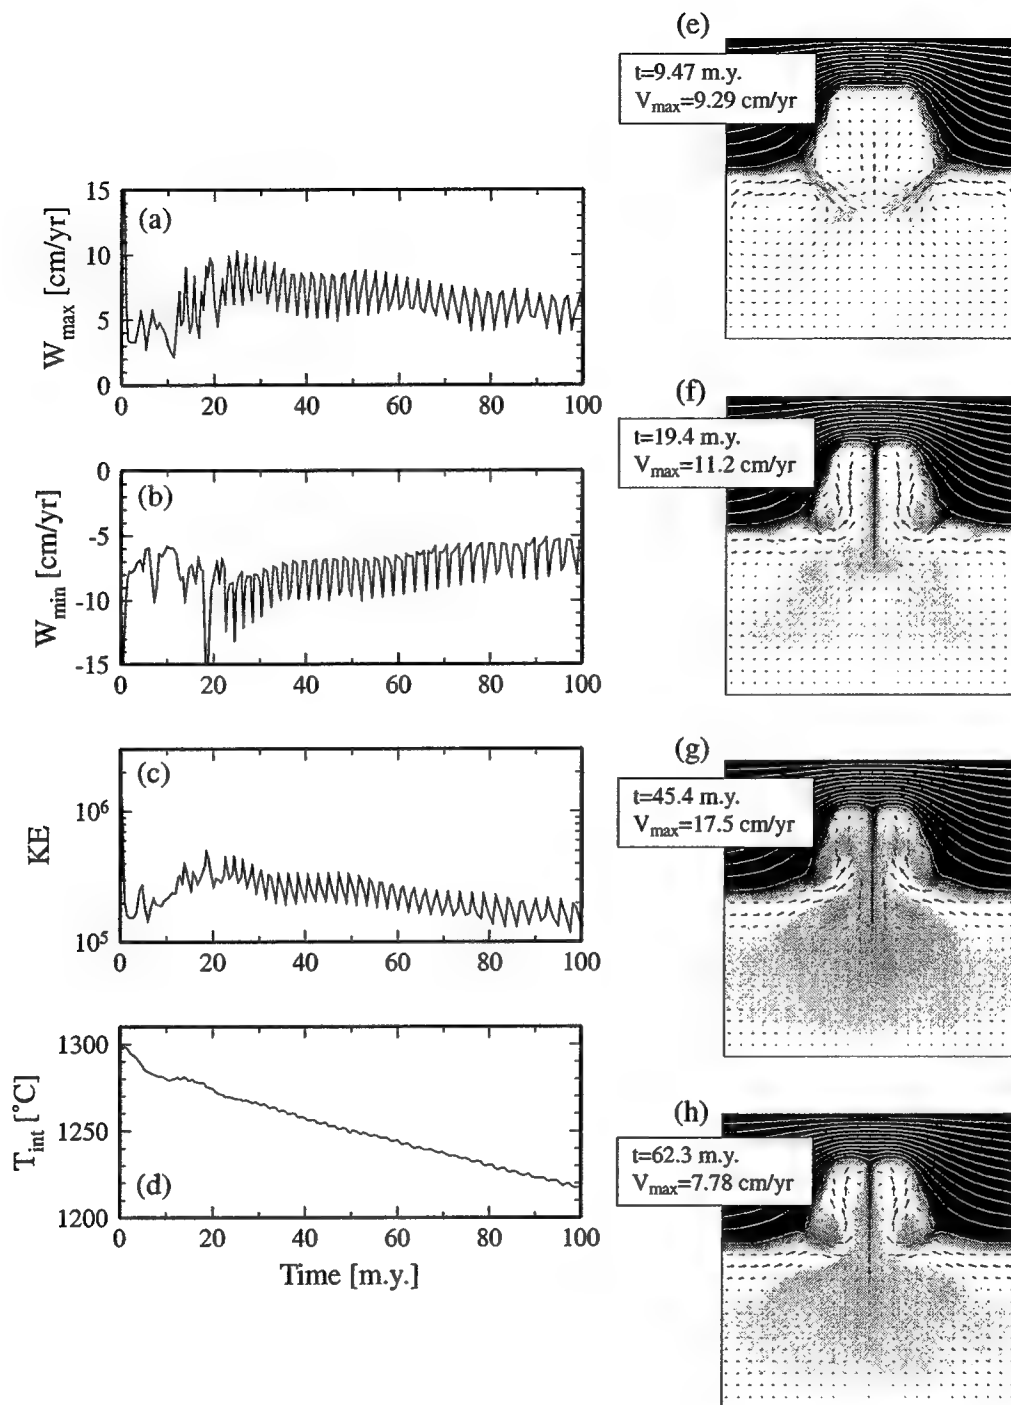 (a)
W_max [cm/yr]
15
10
5
0
0 20 40 60 80 100
(b)
W_min [cm/yr]
-0
-5
-10
-15
0 20 40 60 80 100
(c)
KE
10^6
10^5
0 20 40 60 80 100
(d)
T_int [°C]
1300
1250
1200
0 20 40 60 80 100
Time [m.y.]
(e)
t=9.47 m.y.
V_max=9.29 cm/yr
(f)
t=19.4 m.y.
V_max=11.2 cm/yr
(g)
t=45.4 m.y.
V_max=17.5 cm/yr
(h)
t=62.3 m.y.
V_max=7.78 cm/yr